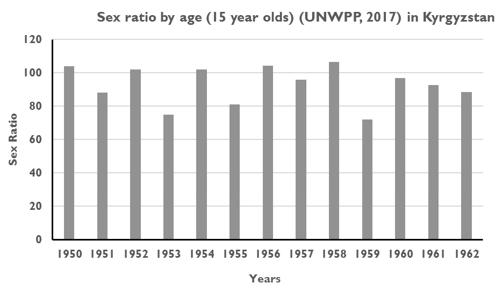 Sex ratio by age (15 year olds) (UNWPP, 2017) in Kyrgyzstan
120
100
80
60
40
20
0
Sex Ratio
1950 1951 1952 1953 1954 1955 1956 1957 1958 1959 1960 1961 1962
Years